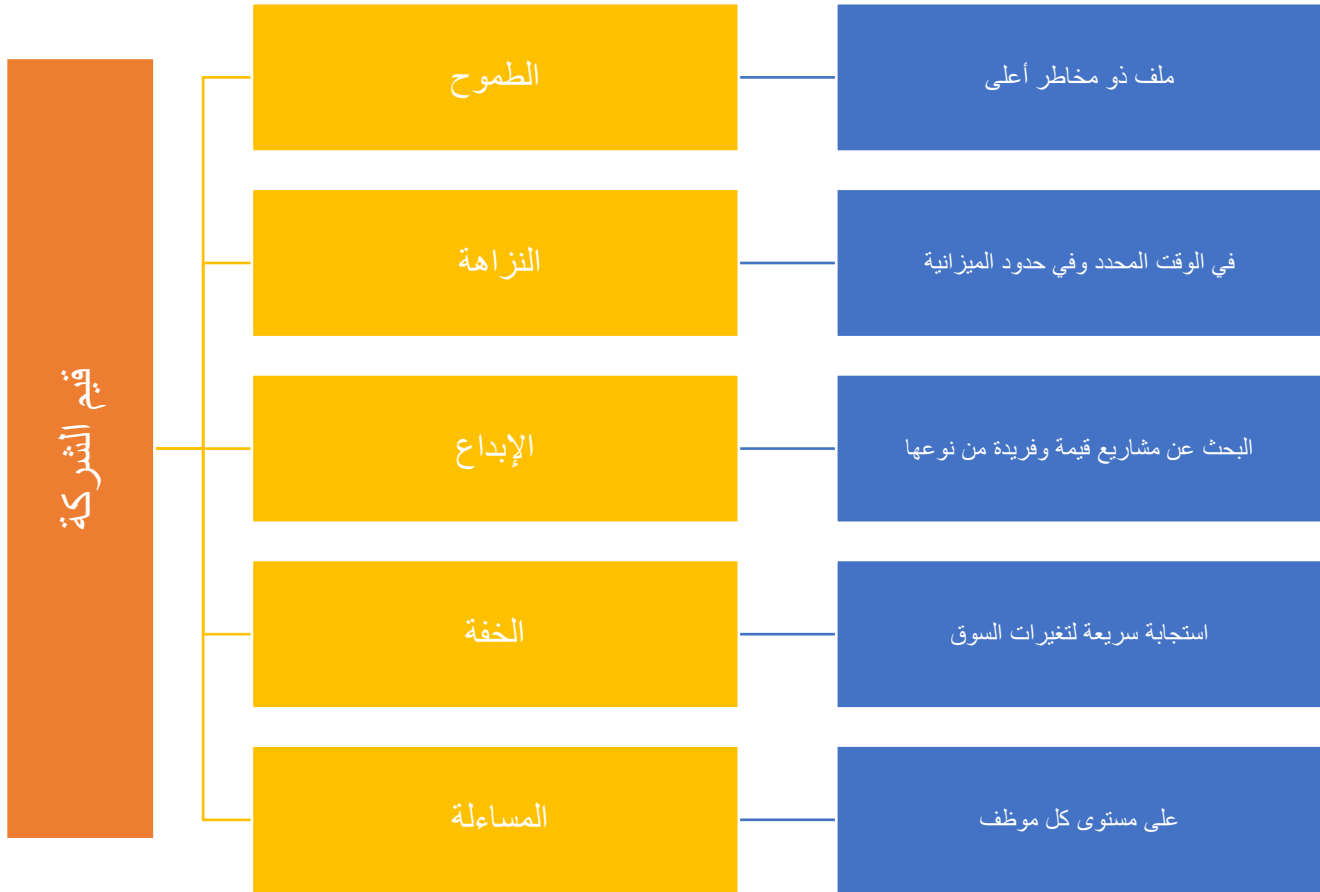 قيم الشركة
الطموح
ملف ذو مخاطر أعلى
النزاهة
في الوقت المحدد وفي حدود الميزانية
الإبداع
البحث عن مشاريع قيمة وفريدة من نوعها
الخفة
استجابة سريعة لتغيرات السوق
المساءلة
على مستوى كل موظف